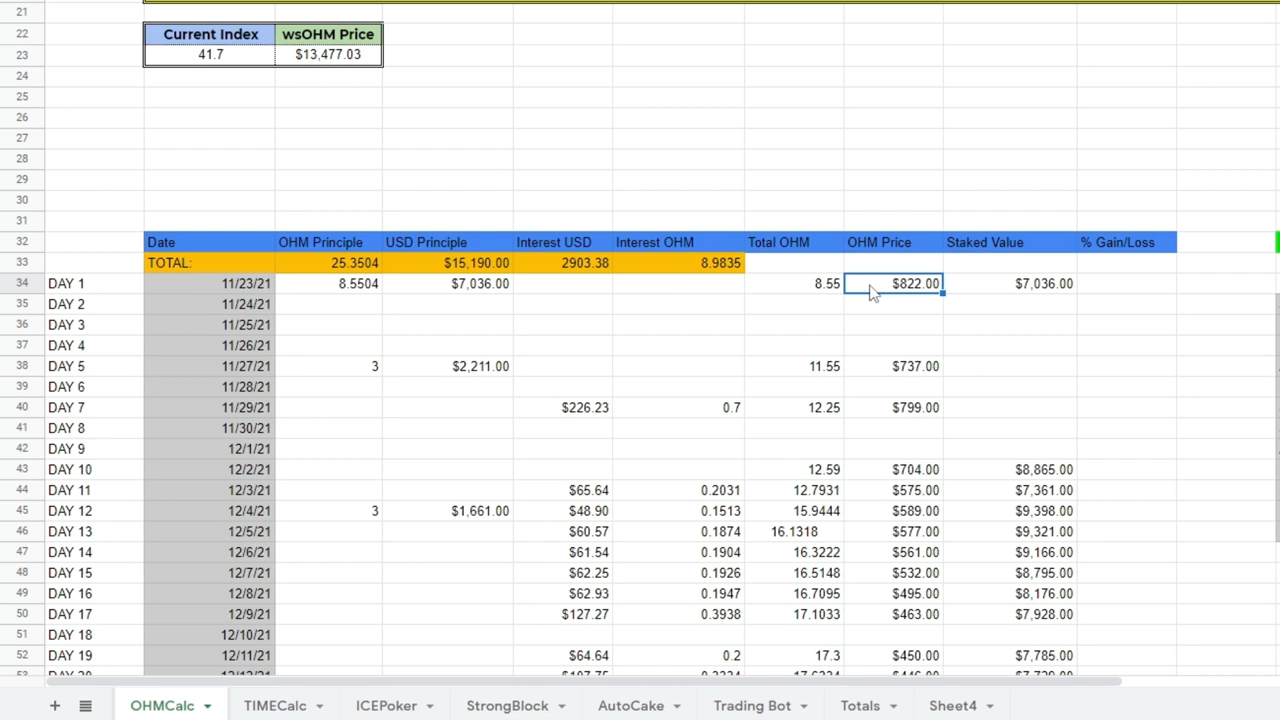 21
22 Current Index wsOHM Price
23 41.7 $13,477.03
24
25
26
27
28
29
30
31
32 Date OHM Principle USD Principle Interest USD Interest OHM Total OHM OHM Price Staked Value % Gain/Loss
33 TOTAL: 25.3504 $15,190.00 2903.38 8.9835
34 DAY 1 11/23/21 8.5504 $7,036.00 8.55 $822.00 $7,036.00
35 DAY 2 11/24/21
36 DAY 3 11/25/21
37 DAY 4 11/26/21
38 DAY 5 11/27/21 3 $2,211.00 11.55 $737.00
39 DAY 6 11/28/21
40 DAY 7 11/29/21 $226.23 0.7 12.25 $799.00
41 DAY 8 11/30/21
42 DAY 9 12/1/21
43 DAY 10 12/2/21 12.59 $704.00 $8,865.00
44 DAY 11 12/3/21 $65.64 0.2031 12.7931 $575.00 $7,361.00
45 DAY 12 12/4/21 3 $1,661.00 $48.90 0.1513 15.9444 $589.00 $9,398.00
46 DAY 13 12/5/21 $60.57 0.1874 16.1318 $577.00 $9,321.00
47 DAY 14 12/6/21 $61.54 0.1904 16.3222 $561.00 $9,166.00
48 DAY 15 12/7/21 $62.25 0.1926 16.5148 $532.00 $8,795.00
49 DAY 16 12/8/21 $62.93 0.1947 16.7095 $495.00 $8,176.00
50 DAY 17 12/9/21 $127.27 0.3938 17.1033 $463.00 $7,928.00
51 DAY 18 12/10/21
52 DAY 19 12/11/21 $64.64 0.2 17.3 $450.00 $7,785.00
OHMCalc TIMECalc ICEPoker StrongBlock AutoCake Trading Bot Totals Sheet4